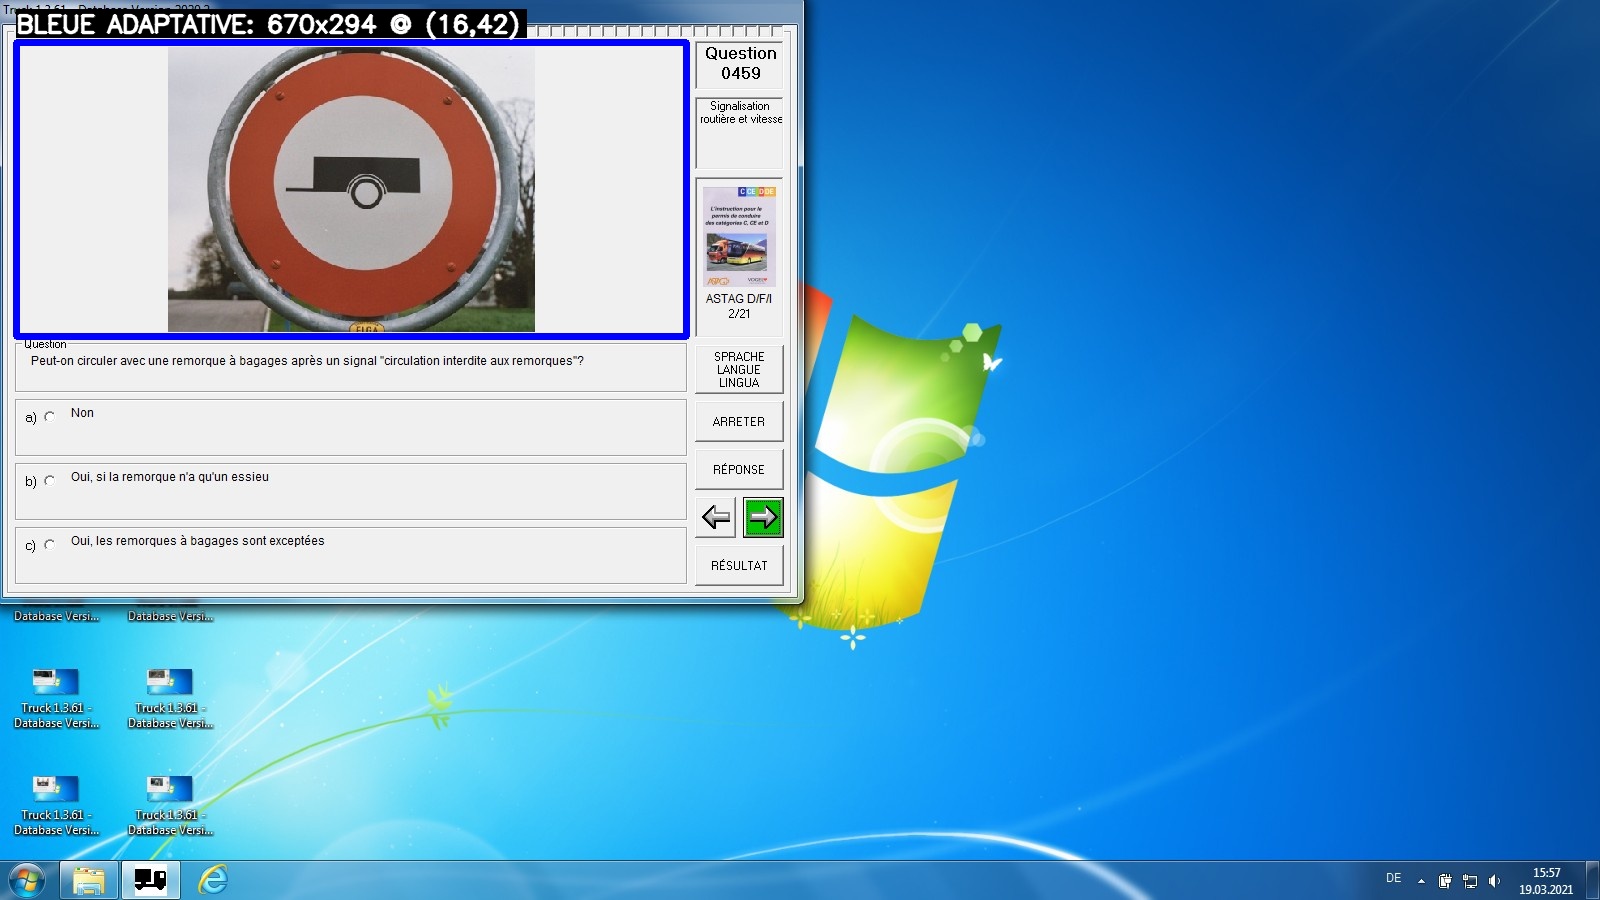 BLEUE ADAPTATIVE: 670x294 @ (16,42)
Question
0459
Signalisation
routière et vitesse
C CE D DE
L'instruction pour le
permis de conduire
des catégories C, CE et D
ASTAG D/F/I
2/21
FLGA
Question
Peut-on circuler avec une remorque à bagages après un signal "circulation interdite aux remorques"?
a) Non
b) Oui, si la remorque n'a qu'un essieu
c) Oui, les remorques à bagages sont exceptées
SPRACHE
LANGUE
LINGUA
ARRETER
RÉPONSE
RÉSULTAT
Database Versi...
Database Versi...
Truck 1.3.61 -
Database Versi...
Truck 1.3.61 -
Database Versi...
Truck 1.3.61 -
Database Versi...
Truck 1.3.61 -
Database Versi...
DE
15:57
19.03.2021